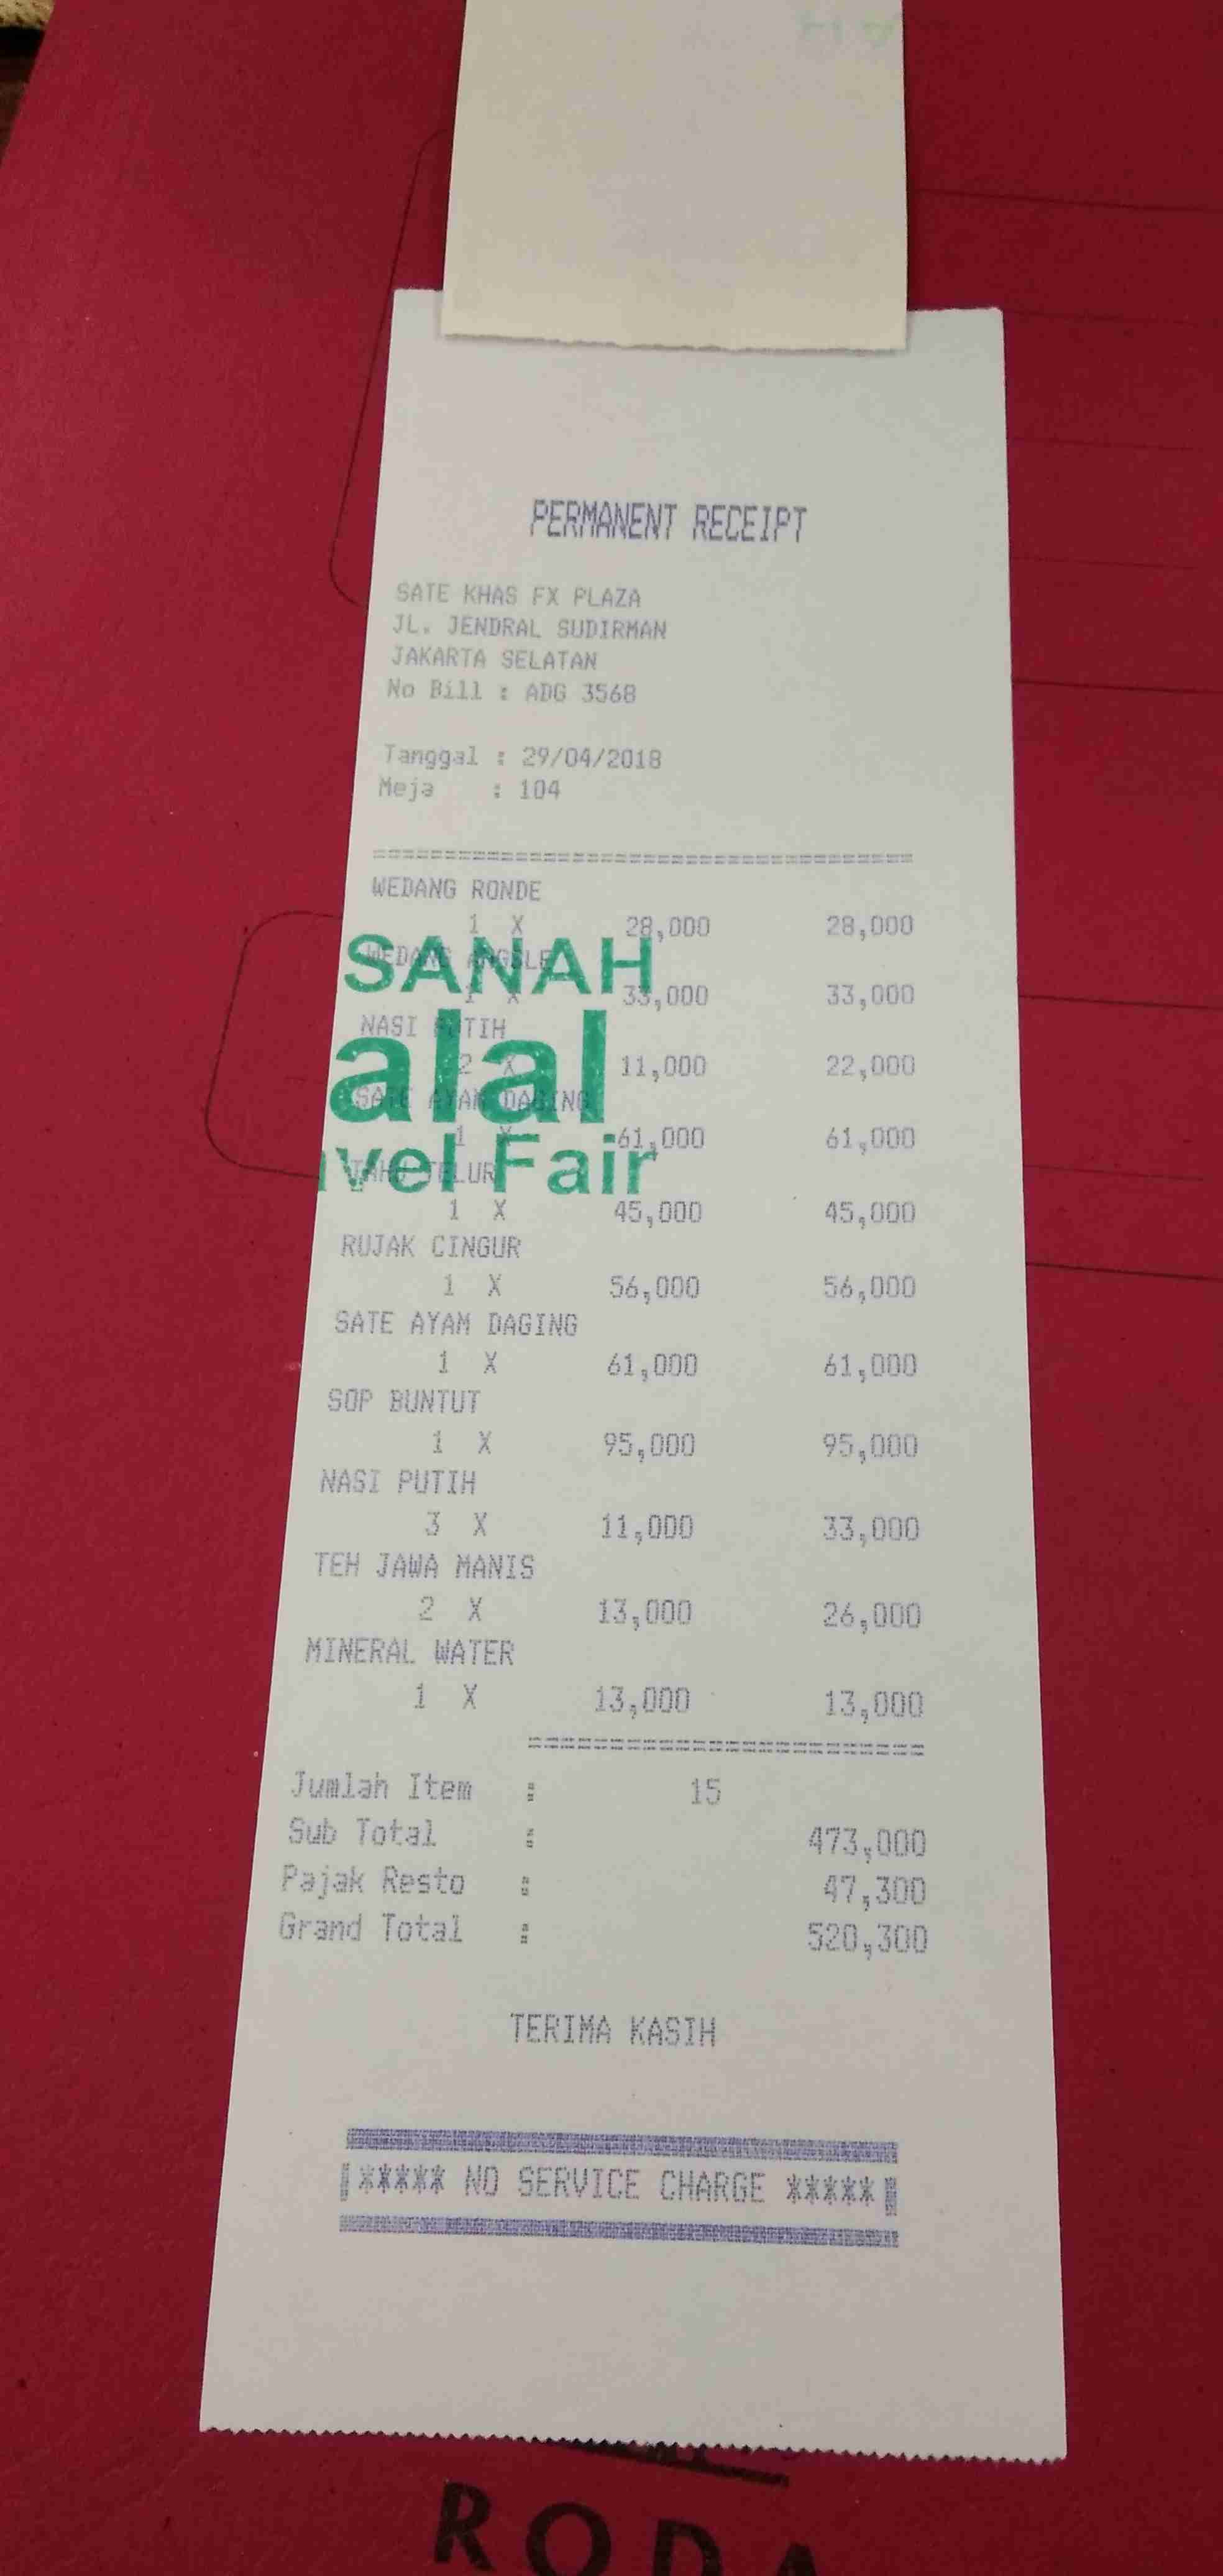 PERMANENT RECEIPT
SATE KHAS FX PLAZA
JL. JENDRAL SUDIRMAN
JAKARTA SELATAN
No Bill : ADG 3568
Tanggal : 29/04/2018
Meja : 104
======================================
WEDANG RONDE
1 X 28,000 28,000
WEDANG ANGSLE
1 X 33,000 33,000
NASI PUTIH
2 X 11,000 22,000
SATE AYAM DAGING
1 X 61,000 61,000
TAHU TELUR
1 X 45,000 45,000
SANAH
alal
avel Fair
RUJAK CINGUR
1 X 56,000 56,000
SATE AYAM DAGING
1 X 61,000 61,000
SOP BUNTUT
1 X 95,000 95,000
NASI PUTIH
3 X 11,000 33,000
TEH JAWA MANIS
2 X 13,000 26,000
MINERAL WATER
1 X 13,000 13,000
Jumlah Item : 15
Sub Total : 473,000
Pajak Resto : 47,300
Grand Total : 520,300
TERIMA KASIH
***** NO SERVICE CHARGE *****
RODA